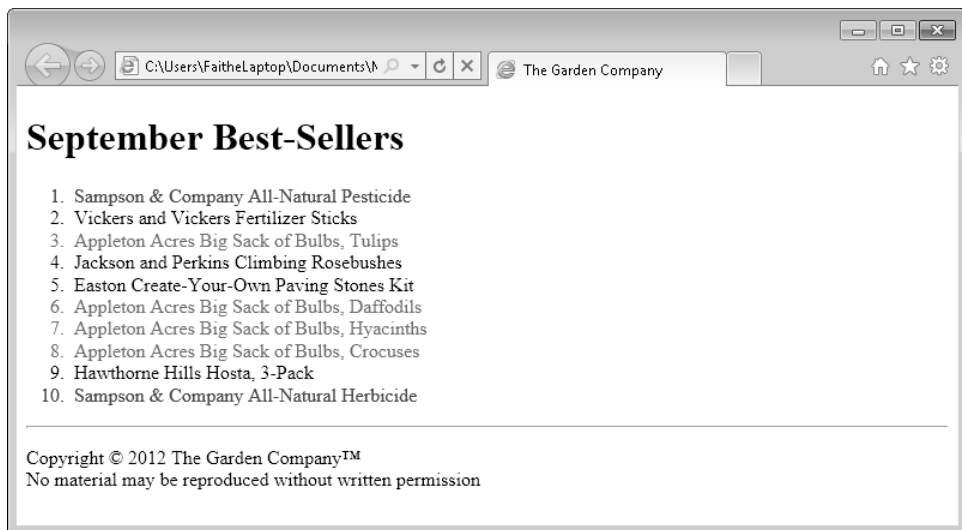 C:\Users\FaitheLaptop\Documents\
The Garden Company
September Best-Sellers
1. Sampson & Company All-Natural Pesticide
2. Vickers and Vickers Fertilizer Sticks
3. Appleton Acres Big Sack of Bulbs, Tulips
4. Jackson and Perkins Climbing Rosebushes
5. Easton Create-Your-Own Paving Stones Kit
6. Appleton Acres Big Sack of Bulbs, Daffodils
7. Appleton Acres Big Sack of Bulbs, Hyacinths
8. Appleton Acres Big Sack of Bulbs, Crocuses
9. Hawthorne Hills Hosta, 3-Pack
10. Sampson & Company All-Natural Herbicide
Copyright © 2012 The Garden Company™
No material may be reproduced without written permission